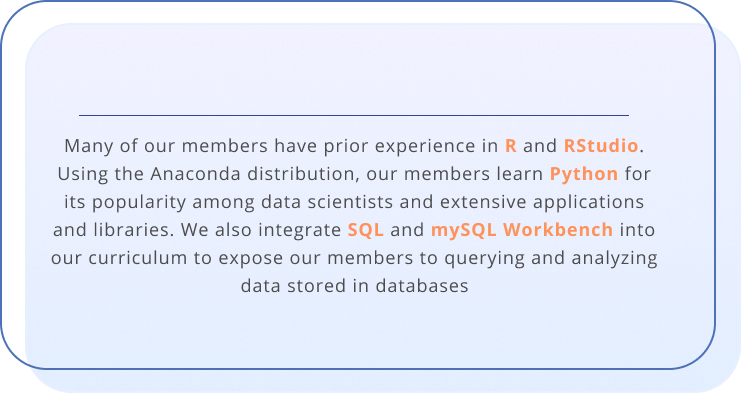 Many of our members have prior experience in R and RStudio.
Using the Anaconda distribution, our members learn Python for
its popularity among data scientists and extensive applications
and libraries. We also integrate SQL and mySQL Workbench into
our curriculum to expose our members to querying and analyzing
data stored in databases